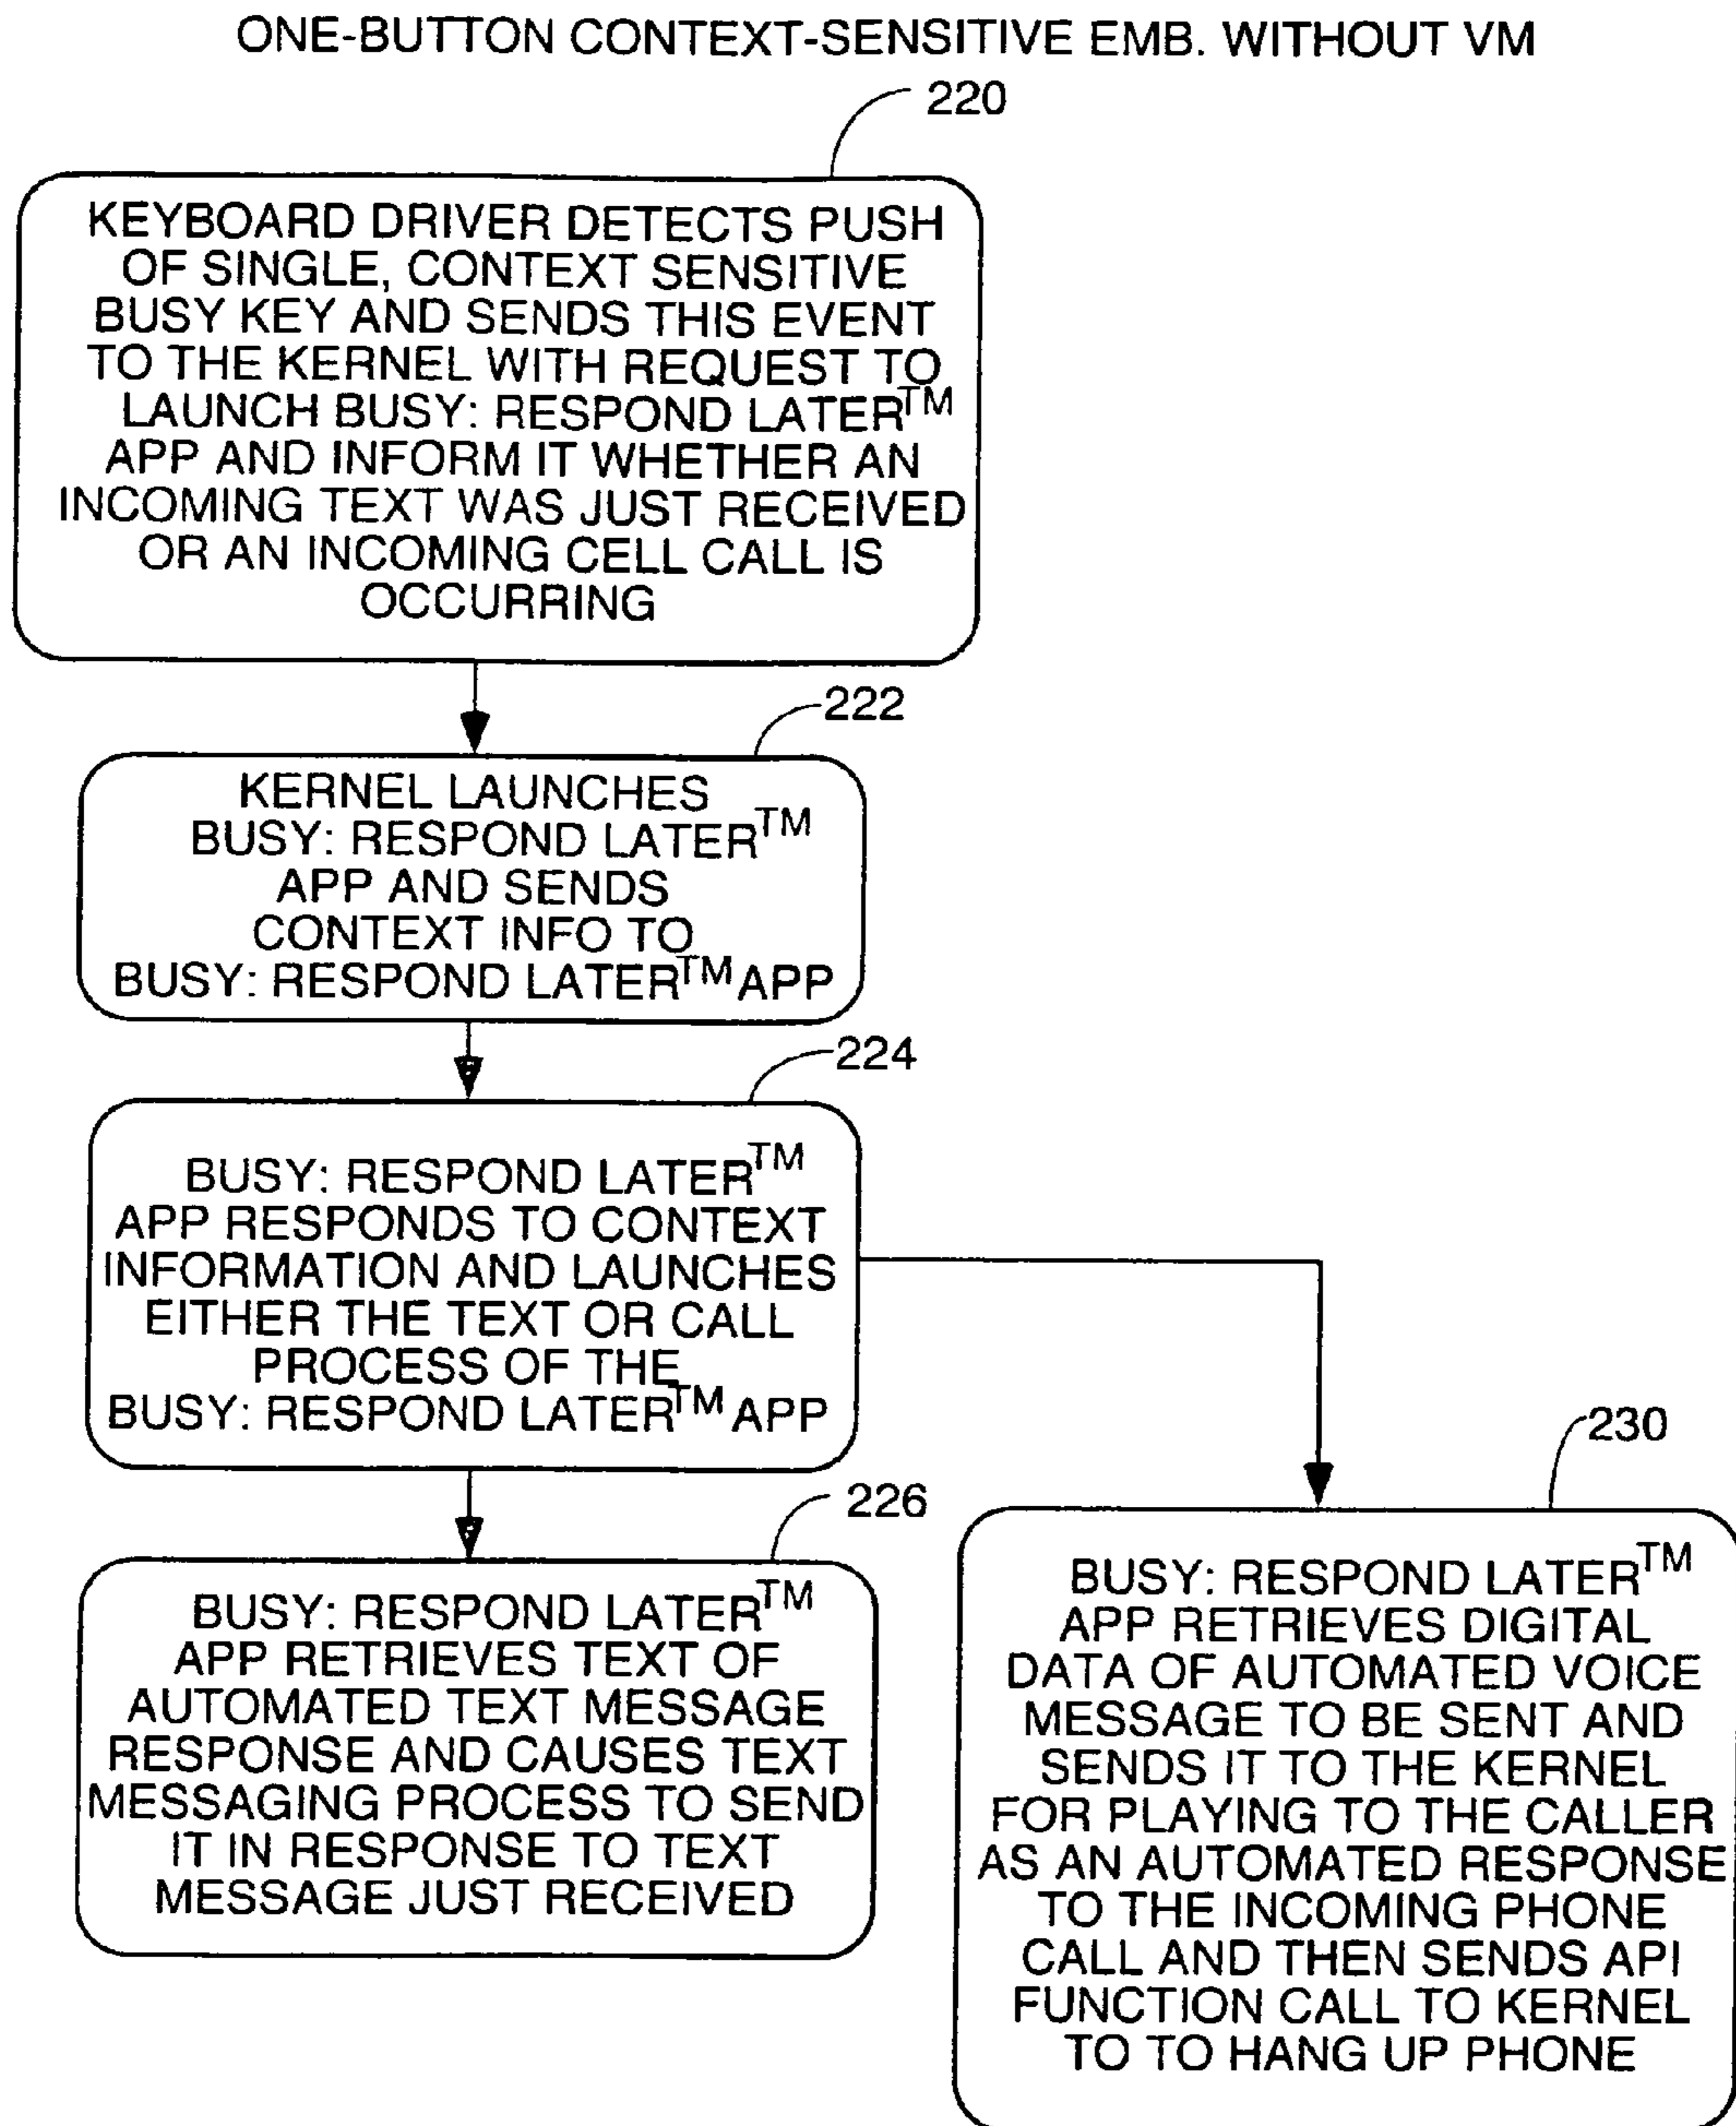 ONE-BUTTON CONTEXT-SENSITIVE EMB. WITHOUT VM
220
KEYBOARD DRIVER DETECTS PUSH
OF SINGLE, CONTEXT SENSITIVE
BUSY KEY AND SENDS THIS EVENT
TO THE KERNEL WITH REQUEST TO
LAUNCH BUSY: RESPOND LATER™
APP AND INFORM IT WHETHER AN
INCOMING TEXT WAS JUST RECEIVED
OR AN INCOMING CELL CALL IS
OCCURRING
222
KERNEL LAUNCHES
BUSY: RESPOND LATER™
APP AND SENDS
CONTEXT INFO TO
BUSY: RESPOND LATER™ APP
224
BUSY: RESPOND LATER™
APP RESPONDS TO CONTEXT
INFORMATION AND LAUNCHES
EITHER THE TEXT OR CALL
PROCESS OF THE
BUSY: RESPOND LATER™ APP
226
BUSY: RESPOND LATER™
APP RETRIEVES TEXT OF
AUTOMATED TEXT MESSAGE
RESPONSE AND CAUSES TEXT
MESSAGING PROCESS TO SEND
IT IN RESPONSE TO TEXT
MESSAGE JUST RECEIVED
230
BUSY: RESPOND LATER™
APP RETRIEVES DIGITAL
DATA OF AUTOMATED VOICE
MESSAGE TO BE SENT AND
SENDS IT TO THE KERNEL
FOR PLAYING TO THE CALLER
AS AN AUTOMATED RESPONSE
TO THE INCOMING PHONE
CALL AND THEN SENDS API
FUNCTION CALL TO KERNEL
TO TO HANG UP PHONE